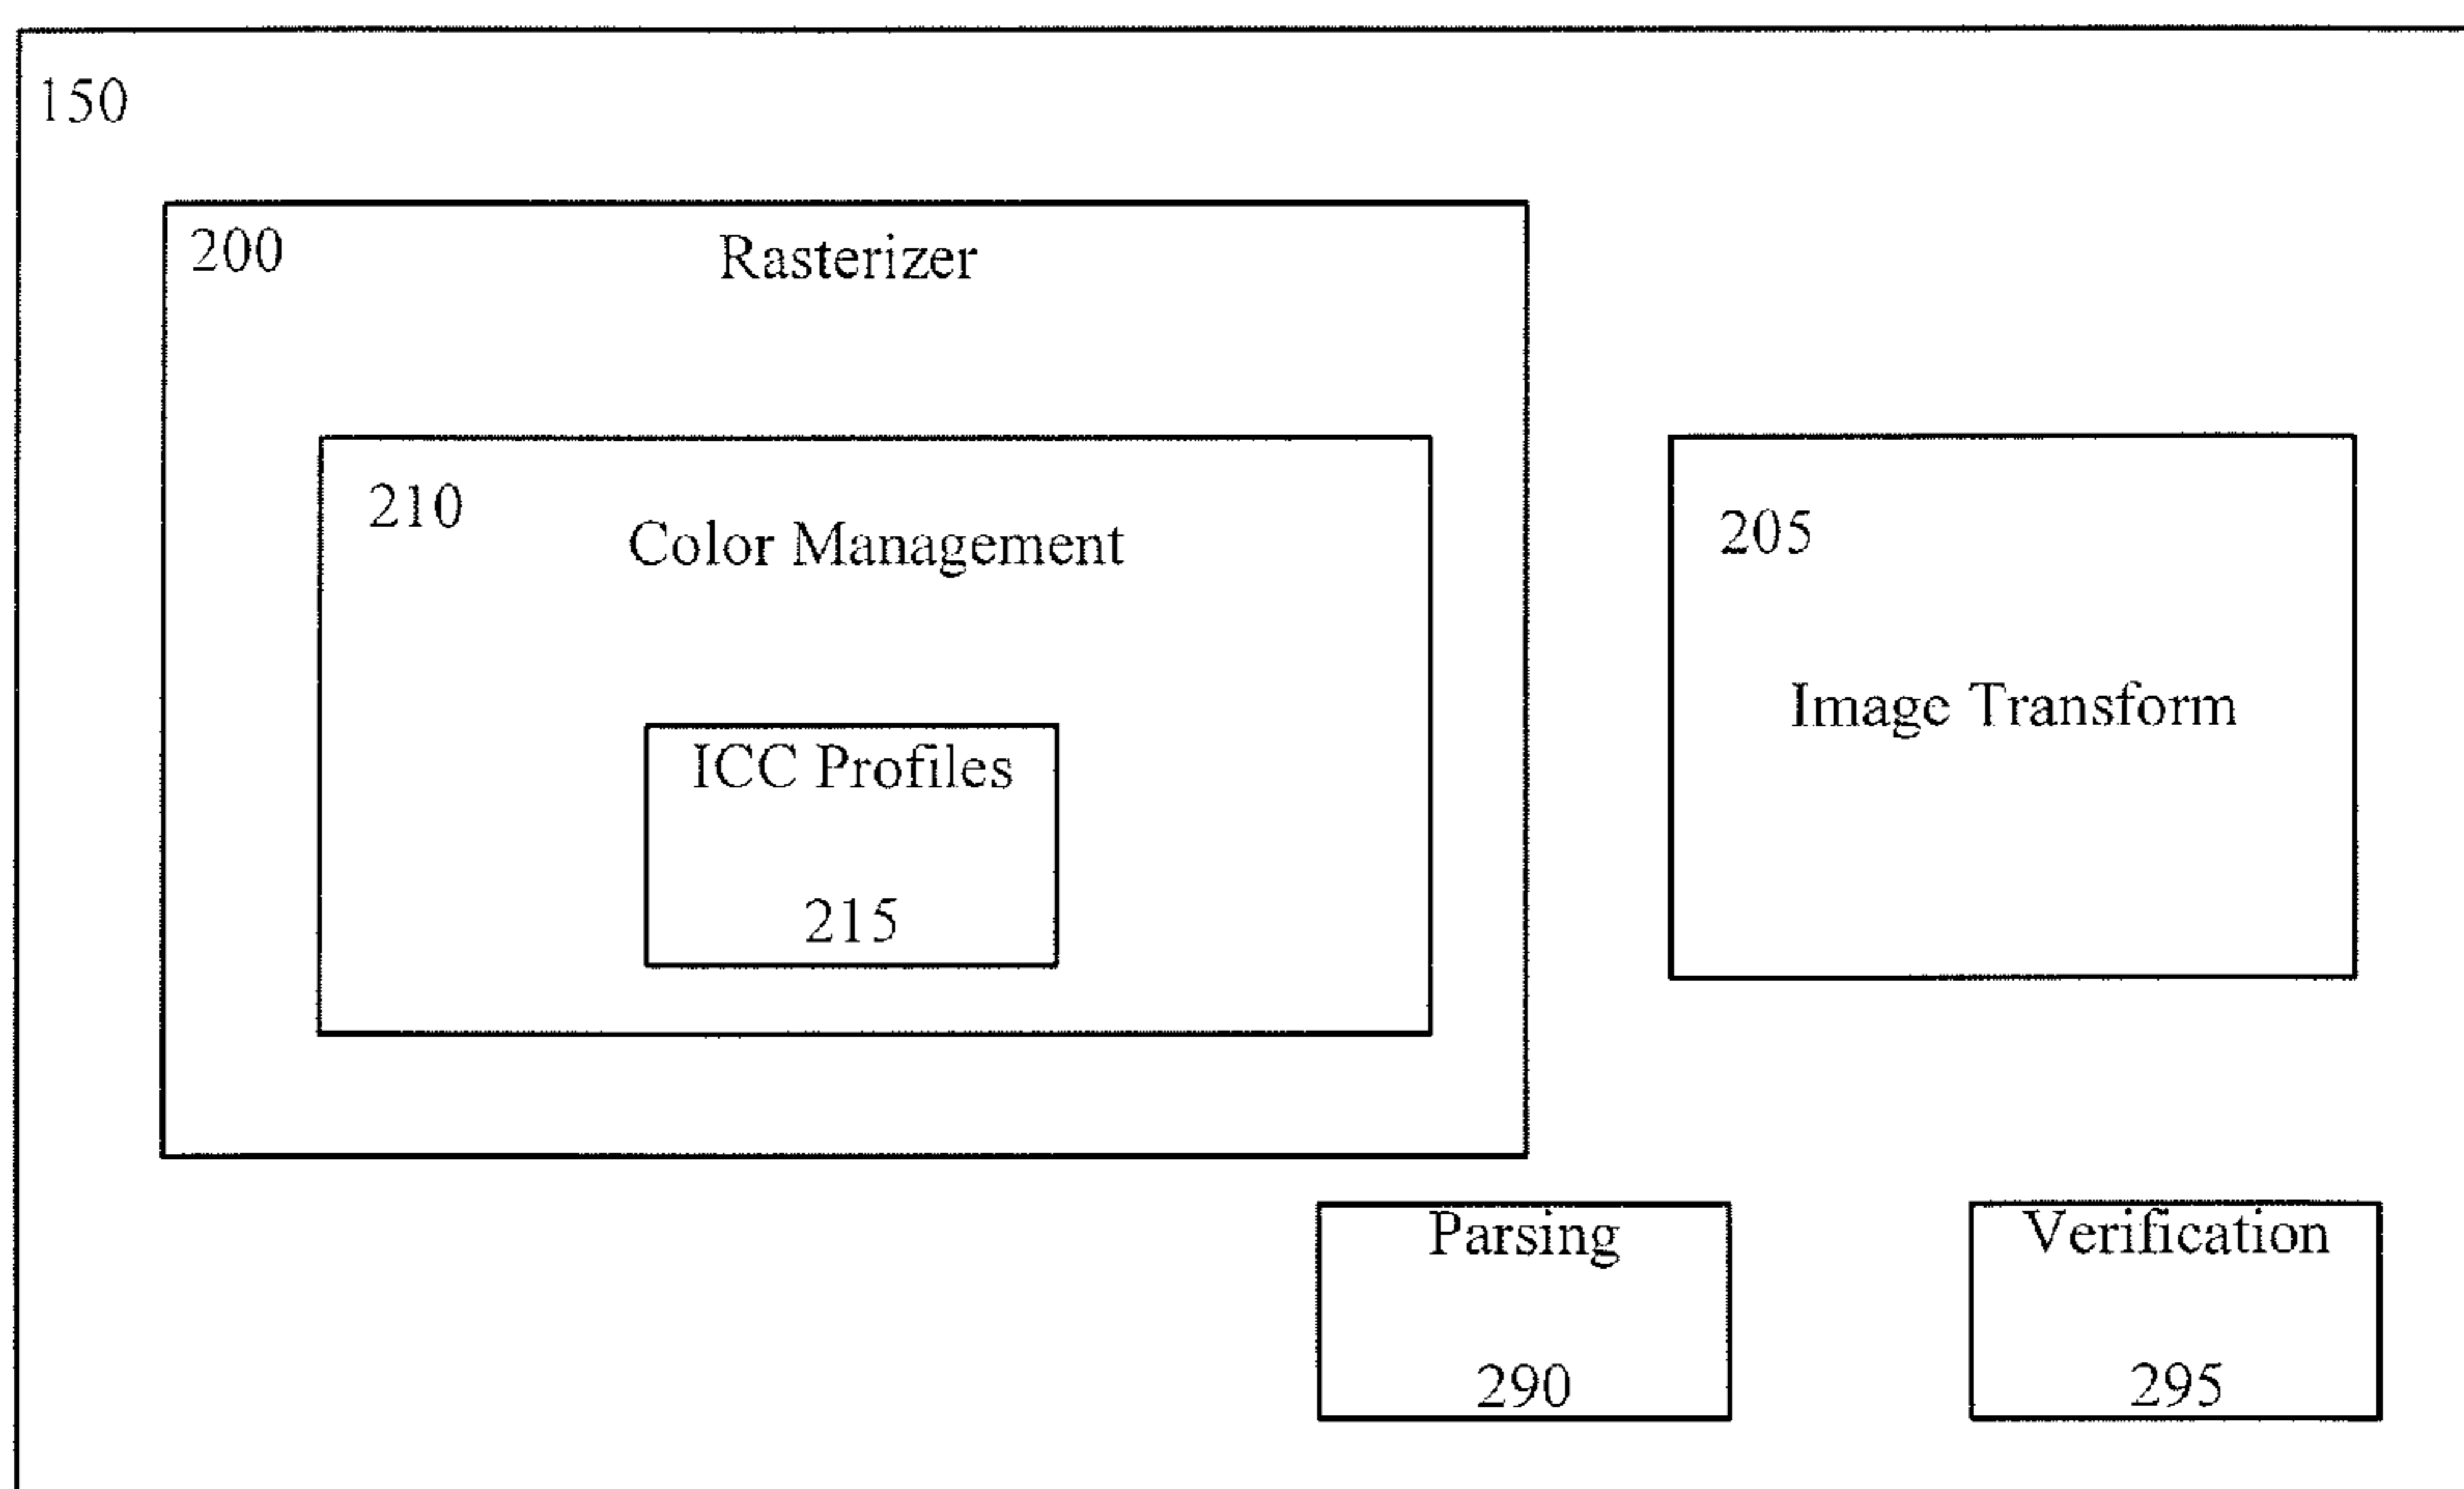 150
200
Rasterizer
210
Color Management
205
Image Transform
ICC Profiles
215
Parsing
290
Verification
295